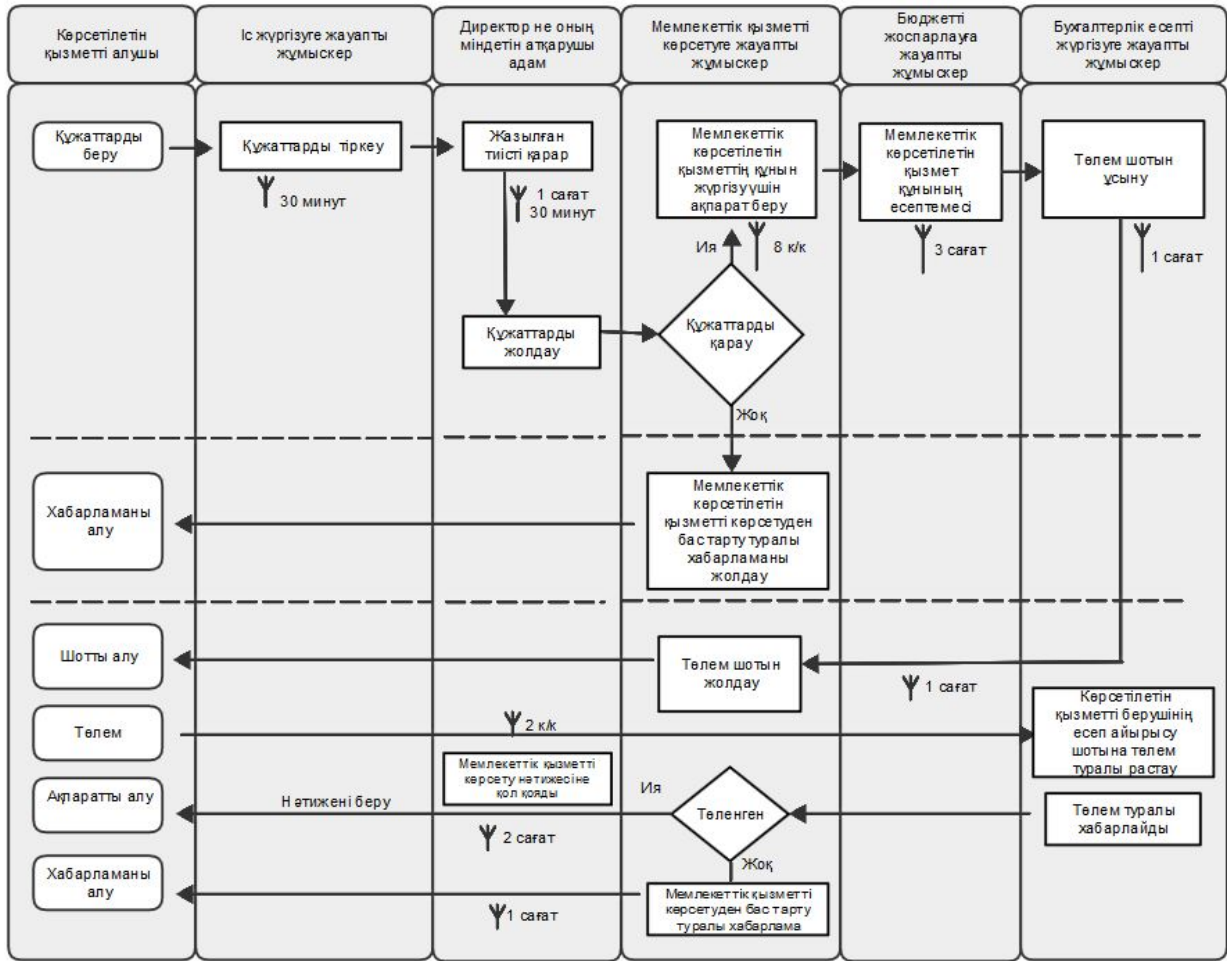 Көрсетілетін
қызметті алушы
Іс жүргізуге жауапты
жұмыскер
Директор не оның
міндетін атқарушы
адам
Мемлекеттік қызметті
көрсетуге жауапты
жұмыскер
Бюджетті
жоспарлауға
жауапты
жұмыскер
Бухгалтерлік есепті
жүргізуге жауапты
жұмыскер
Құжаттарды
беру
Құжаттарды тіркеу
30 минут
Жазылған
тиісті қарар
1 сағат
30 минут
Мемлекеттік
көрсетілетін
қызметтің құнын
жүргізу үшін
ақпарат беру
8 к/к
Мемлекеттік
көрсетілетін
қызмет
құнының
есептемесі
3 сағат
Төлем шотын
ұсыну
1 сағат
Құжаттарды
жолдау
Ия
Құжаттарды
қарау
Жоқ
Хабарламаны
алу
Мемлекеттік
көрсетілетін
қызметті көрсетуден
бас тарту туралы
хабарламаны
жолдау
Шотты алу
Төлем шотын
жолдау
1 сағат
Төлем
2 к/к
Көрсетілетін
қызметті берушінің
есеп айырысу
шотына төлем
туралы растау
Ақпаратты алу
Нәтижені беру
Мемлекеттік қызметті
көрсету нәтижесіне
қол қояды
2 сағат
Ия
Төленген
Жоқ
Төлем туралы
хабарлайды
Хабарламаны
алу
1 сағат
Мемлекеттік қызметті
көрсетуден бас тарту
туралы хабарлама